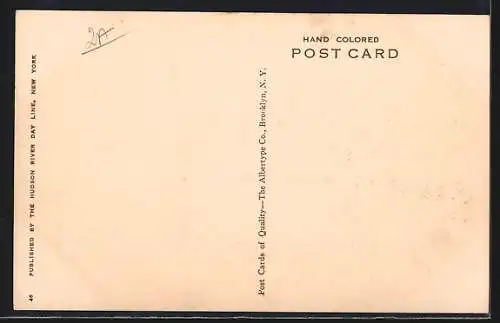 HAND COLORED
POST CARD
46 PUBLISHED BY THE HUDSON RIVER DAY LINE, NEW YORK
Post Cards of Quality—The Albertype Co., Brooklyn, N. Y.